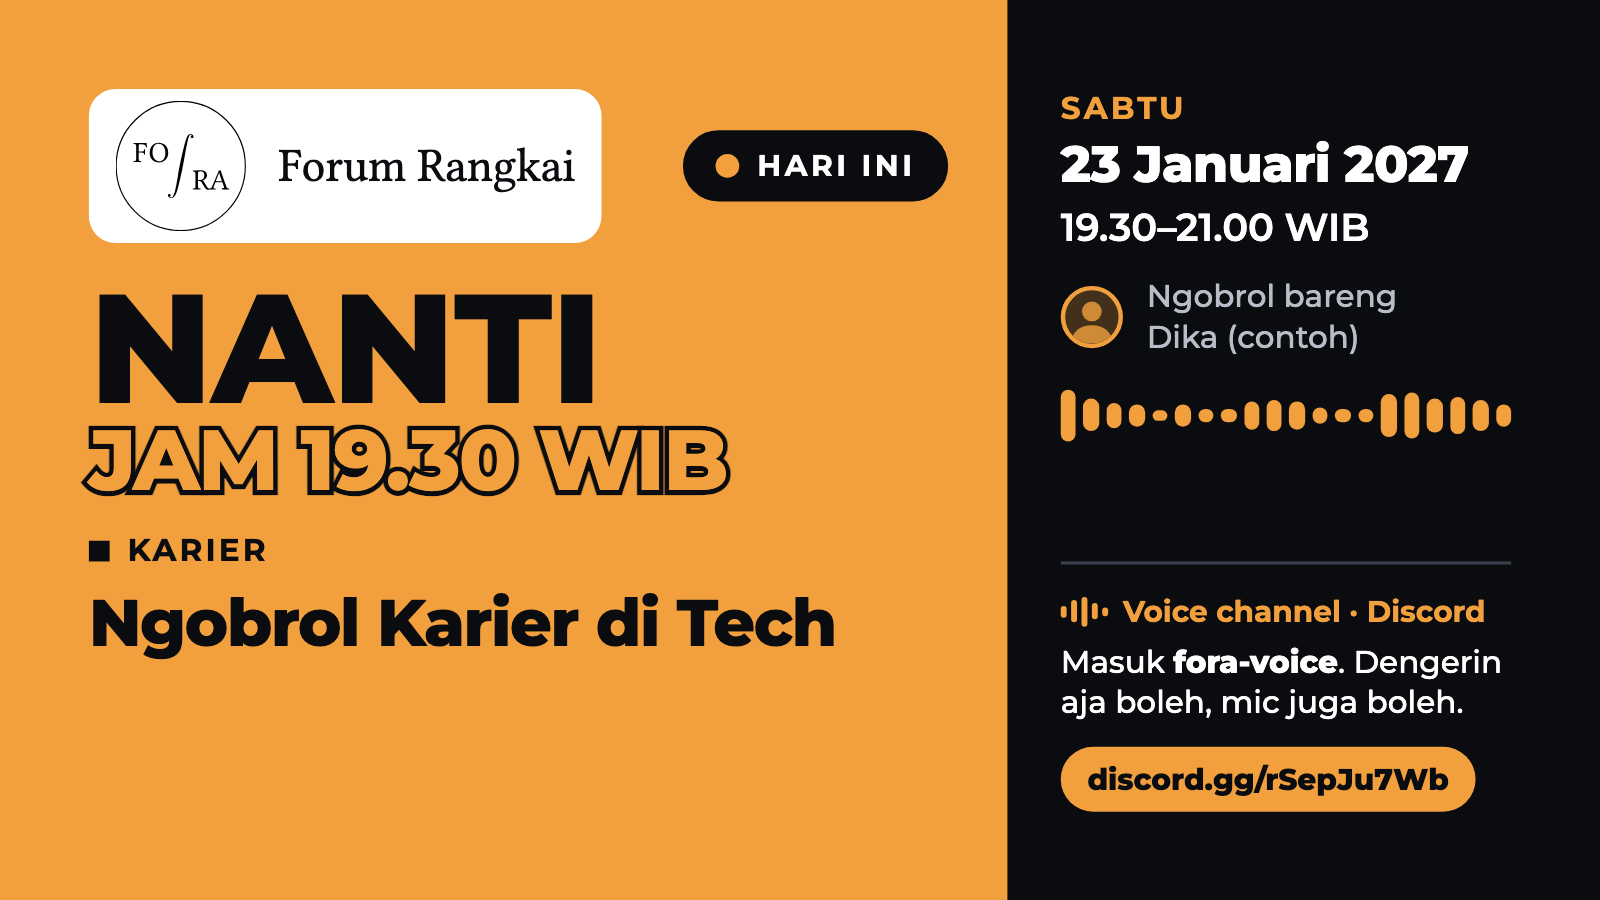 FO RA
Forum Rangkai
HARI INI
NANTI
JAM 19.30 WIB
KARIER
Ngobrol Karier di Tech
SABTU
23 Januari 2027
19.30–21.00 WIB
Ngobrol bareng
Dika (contoh)
Voice channel · Discord
Masuk fora-voice. Dengerin
aja boleh, mic juga boleh.
discord.gg/rSepJu7Wb